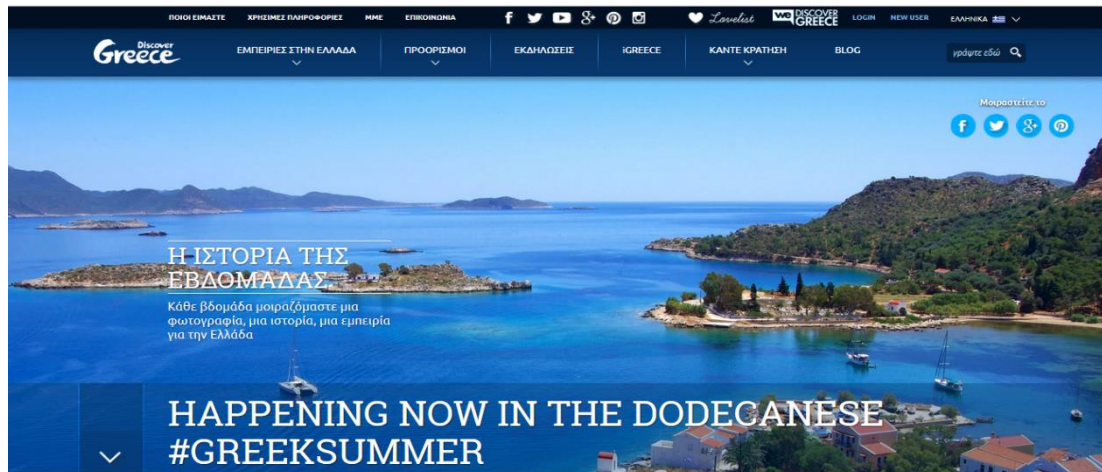 ΠΟΙΟΙ ΕΙΜΑΣΤΕ ΧΡΗΣΙΜΕΣ ΠΛΗΡΟΦΟΡΙΕΣ ΜΜΕ ΕΠΙΚΟΙΝΩΝΙΑ Lovelist we DISCOVER GREECE LOGIN NEW USER ΕΛΛΗΝΙΚΑ
Discover
Greece
ΕΜΠΕΙΡΙΕΣ ΣΤΗΝ ΕΛΛΑΔΑ ΠΡΟΟΡΙΣΜΟΙ ΕΚΔΗΛΩΣΕΙΣ iGREECE ΚΑΝΤΕ ΚΡΑΤΗΣΗ BLOG γράψτε εδώ
Μοιραστείτε το
Η ΙΣΤΟΡΙΑ ΤΗΣ
ΕΒΔΟΜΑΔΑΣ.
Κάθε βδομάδα μοιραζόμαστε μια
φωτογραφία, μια ιστορία, μια εμπειρία
για την Ελλάδα
HAPPENING NOW IN THE DODECANESE
#GREEKSUMMER